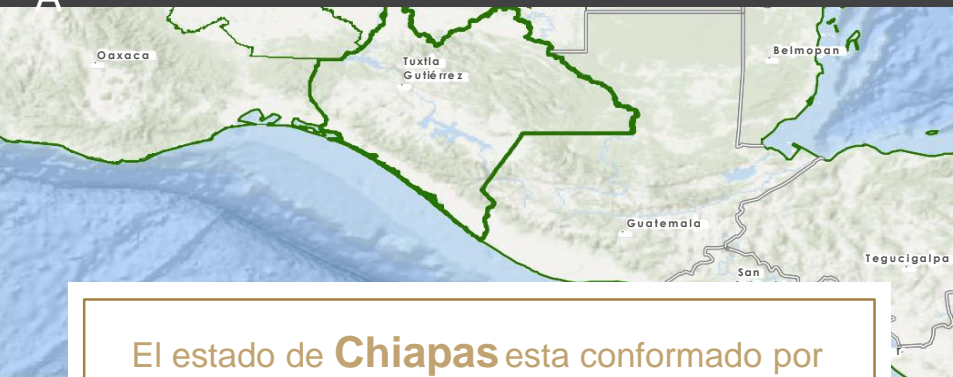 Oaxaca
Tuxtla
Gutiérrez
Belmopan
Guatemala
Tegucigalpa
San
El estado de Chiapas esta conformado por